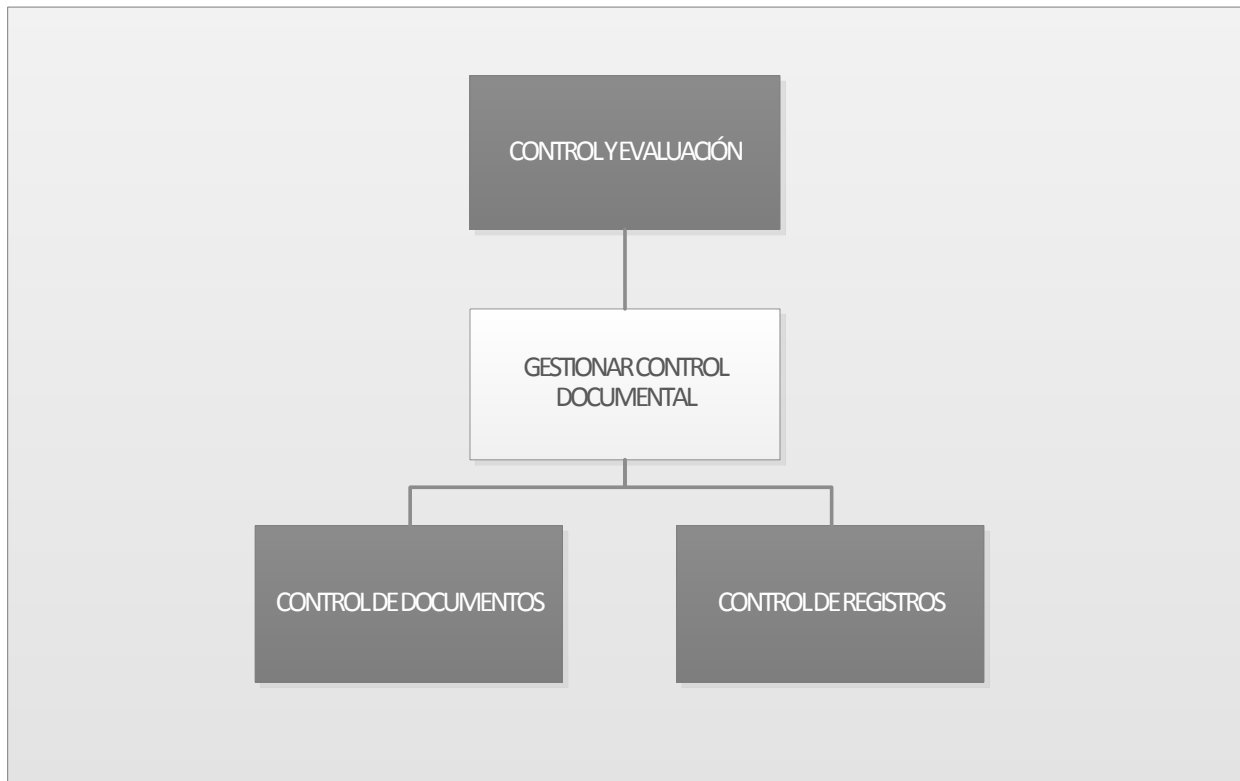 CONTROL Y EVALUACIÓN
GESTIONAR CONTROL
DOCUMENTAL
CONTROL DE DOCUMENTOS
CONTROL DE REGISTROS